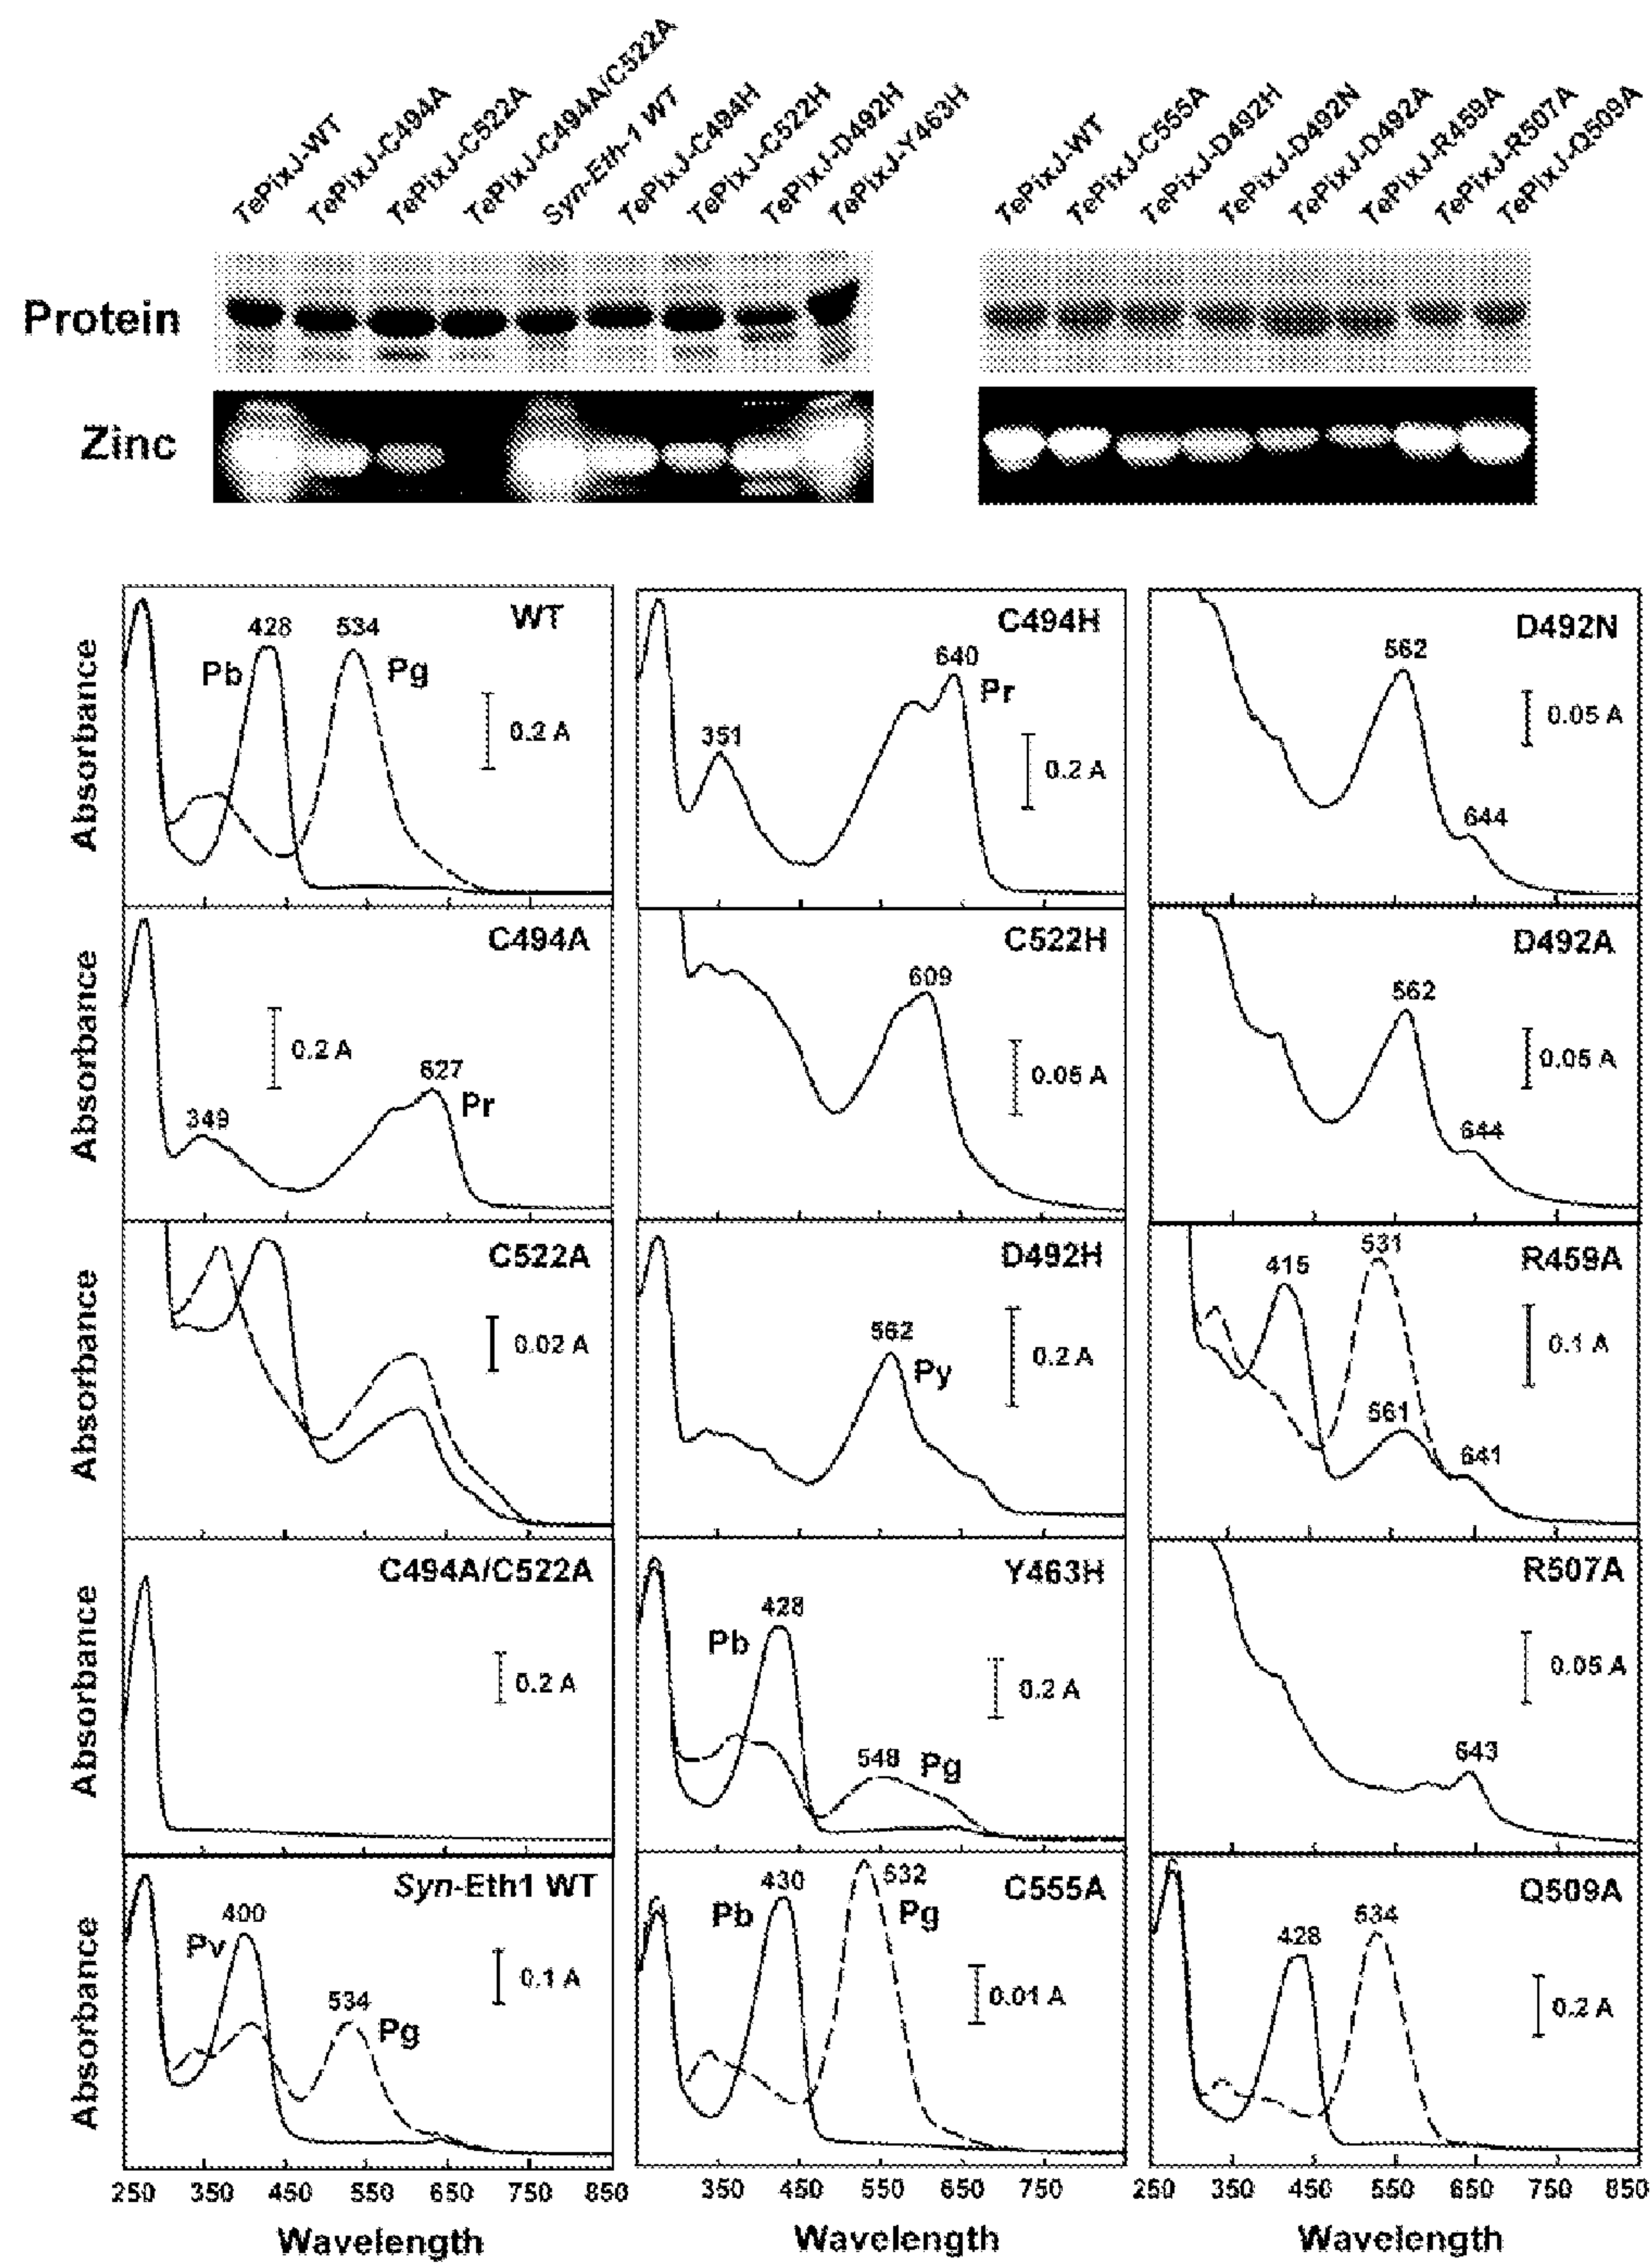 TePixJ-WT
TePixJ-C494A
TePixJ-C522A
TePixJ-C494A/C522A
Syn-Eth-1 WT
TePixJ-C494H
TePixJ-C522H
TePixJ-D492H
TePixJ-Y463H
TePixJ-WT
TePixJ-C555A
TePixJ-D492H
TePixJ-D492N
TePixJ-D492A
TePixJ-R459A
TePixJ-R507A
TePixJ-Q509A
Protein
Zinc
Absorbance
WT
428
534
Pb
Pg
0.2 A
C494H
640
Pr
351
0.2 A
D492N
562
0.05 A
644
Absorbance
C494A
0.2 A
627
349
Pr
C522H
609
0.05 A
D492A
562
0.05 A
644
Absorbance
C522A
0.02 A
D492H
562
Py
0.2 A
R459A
531
415
0.1 A
561
641
Absorbance
C494A/C522A
0.2 A
Y463H
428
Pb
0.2 A
548
Pg
R507A
0.05 A
643
Absorbance
Syn-Eth1 WT
400
Pv
0.1 A
534
Pg
C555A
430
532
Pb
Pg
0.01 A
Q509A
428
534
0.2 A
250 350 450 550 650 750 850
350 450 550 650 750
250 350 450 550 650 750 850
Wavelength
Wavelength
Wavelength